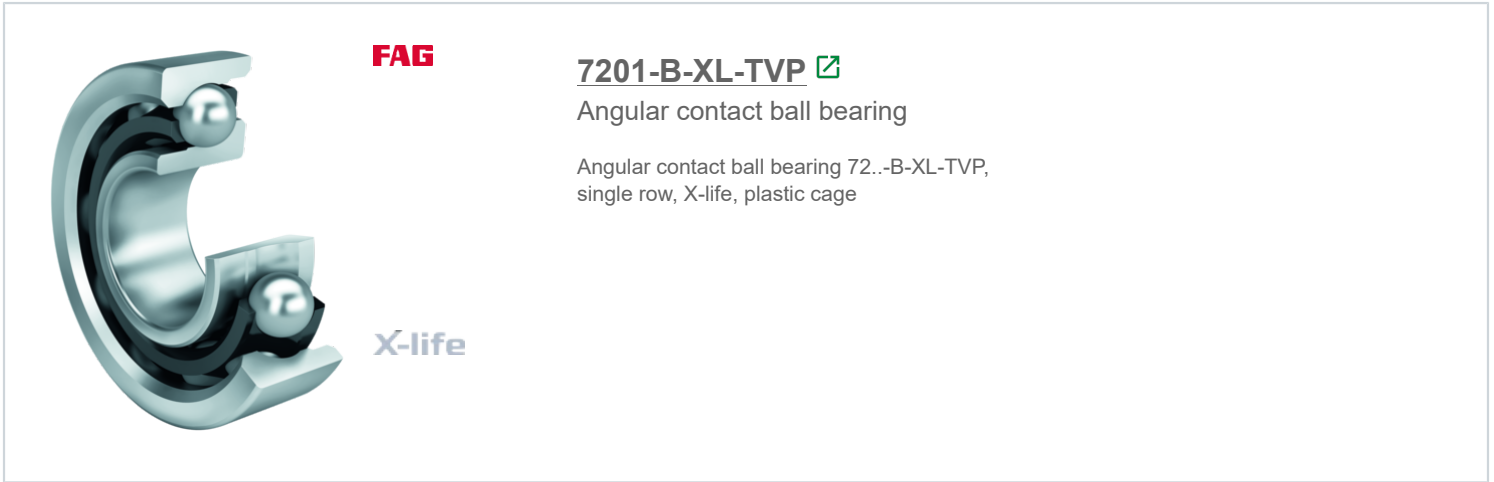 FAG
7201-B-XL-TVP
Angular contact ball bearing
Angular contact ball bearing 72..-B-XL-TVP,
single row, X-life, plastic cage
X-life